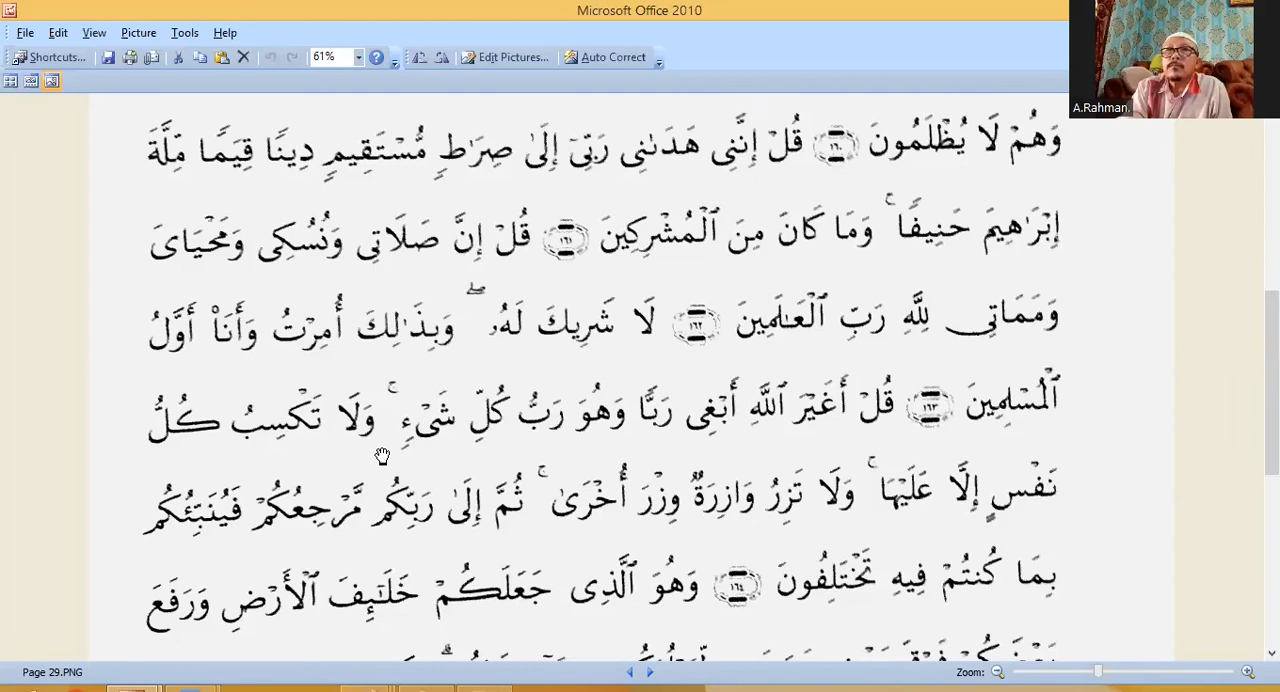 Microsoft Office 2010
File Edit View Picture Tools Help
Shortcuts... 61% Edit Pictures... Auto Correct
A.Rahman.
وَهُمْ لَا يُظْلَمُونَ ١٦٠ قُلْ إِنَّنِى هَدَىٰنِى رَبِّىٓ إِلَىٰ صِرَٰطٍ مُّسْتَقِيمٍ دِينًا قِيَمًا مِّلَّةَ
إِبْرَٰهِيمَ حَنِيفًا ۚ وَمَا كَانَ مِنَ ٱلْمُشْرِكِينَ ١٦١ قُلْ إِنَّ صَلَاتِى وَنُسُكِى وَمَحْيَاىَ
وَمَمَاتِى لِلَّهِ رَبِّ ٱلْعَـٰلَمِينَ ١٦٢ لَا شَرِيكَ لَهُۥ ۖ وَبِذَٰلِكَ أُمِرْتُ وَأَنَا۠ أَوَّلُ
ٱلْمُسْلِمِينَ ١٦٣ قُلْ أَغَيْرَ ٱللَّهِ أَبْغِى رَبًّا وَهُوَ رَبُّ كُلِّ شَىْءٍ ۚ وَلَا تَكْسِبُ كُلُّ
نَفْسٍ إِلَّا عَلَيْهَا ۚ وَلَا تَزِرُ وَازِرَةٌ وِزْرَ أُخْرَىٰ ۚ ثُمَّ إِلَىٰ رَبِّكُم مَّرْجِعُكُمْ فَيُنَبِّئُكُم
بِمَا كُنتُمْ فِيهِ تَخْتَلِفُونَ ١٦٤ وَهُوَ ٱلَّذِى جَعَلَكُمْ خَلَـٰٓئِفَ ٱلْأَرْضِ وَرَفَعَ
Page 29.PNG Zoom: